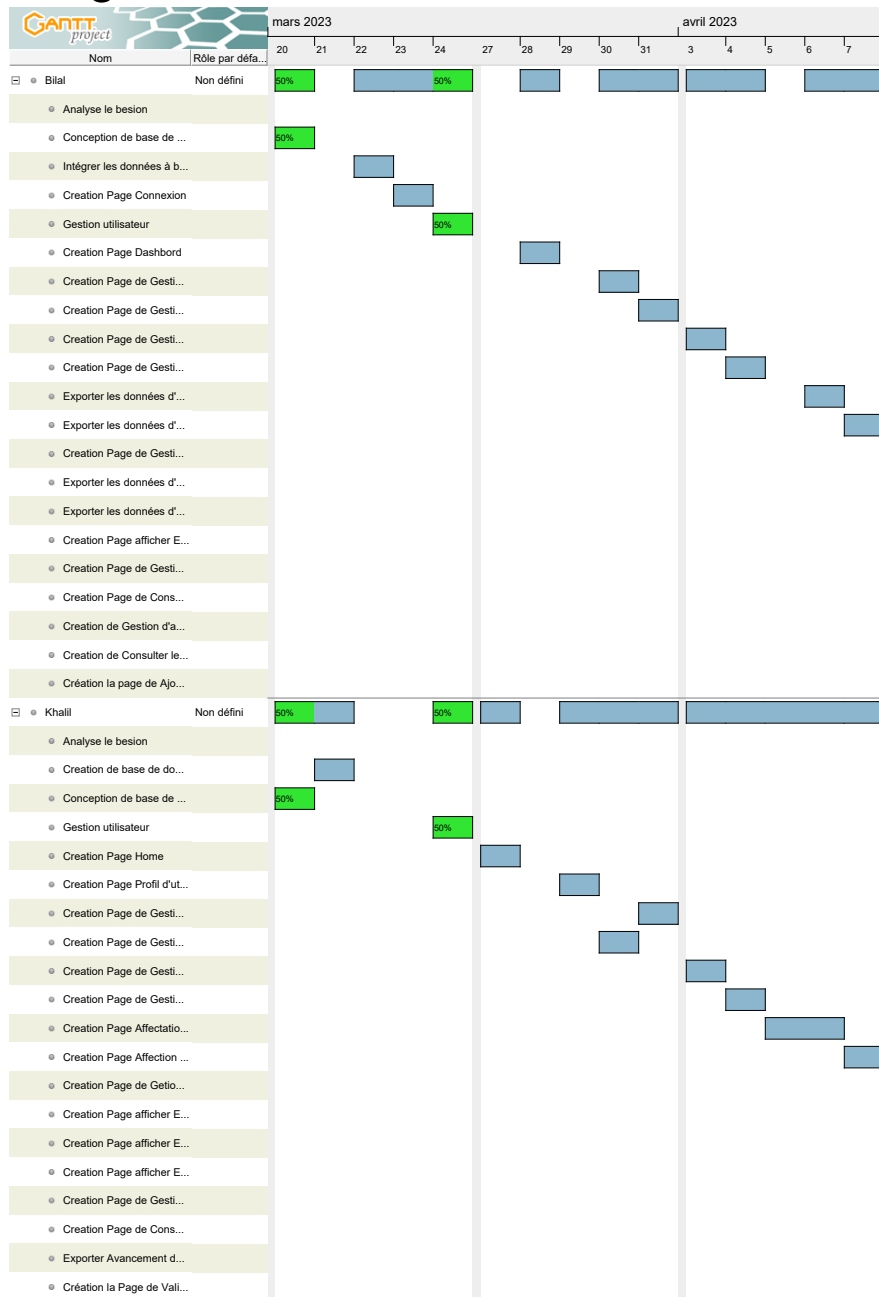 GANTT
project
mars 2023
avril 2023
20 21 22 23 24 27 28 29 30 31 3 4 5 6 7
Nom Rôle par défa...
Bilal Non défini 50% 50%
Analyse le besion
Conception de base de ... 50%
Intégrer les données à b...
Creation Page Connexion
Gestion utilisateur 50%
Creation Page Dashbord
Creation Page de Gesti...
Creation Page de Gesti...
Creation Page de Gesti...
Creation Page de Gesti...
Exporter les données d'...
Exporter les données d'...
Creation Page de Gesti...
Exporter les données d'...
Exporter les données d'...
Creation Page afficher E...
Creation Page de Gesti...
Creation Page de Cons...
Creation de Gestion d'a...
Creation de Consulter le...
Création la page de Ajo...
Khalil Non défini 50% 50%
Analyse le besion
Creation de base de do...
Conception de base de ... 50%
Gestion utilisateur 50%
Creation Page Home
Creation Page Profil d'ut...
Creation Page de Gesti...
Creation Page de Gesti...
Creation Page de Gesti...
Creation Page de Gesti...
Creation Page Affectatio...
Creation Page Affection ...
Creation Page de Getio...
Creation Page afficher E...
Creation Page afficher E...
Creation Page afficher E...
Creation Page de Gesti...
Creation Page de Cons...
Exporter Avancement d...
Création la Page de Vali...